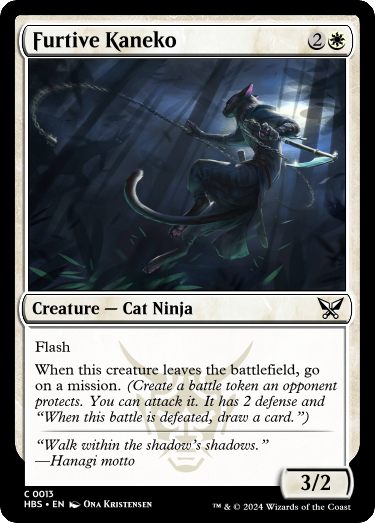 Furtive Kaneko 2
Creature — Cat Ninja
Flash
When this creature leaves the battlefield, go
on a mission. (Create a battle token an opponent
protects. You can attack it. It has 2 defense and
“When this battle is defeated, draw a card.”)
“Walk within the shadow’s shadows.”
—Hanagi motto
3/2
C 0013
HBS • EN Ona Kristensen
™ & © 2024 Wizards of the Coast